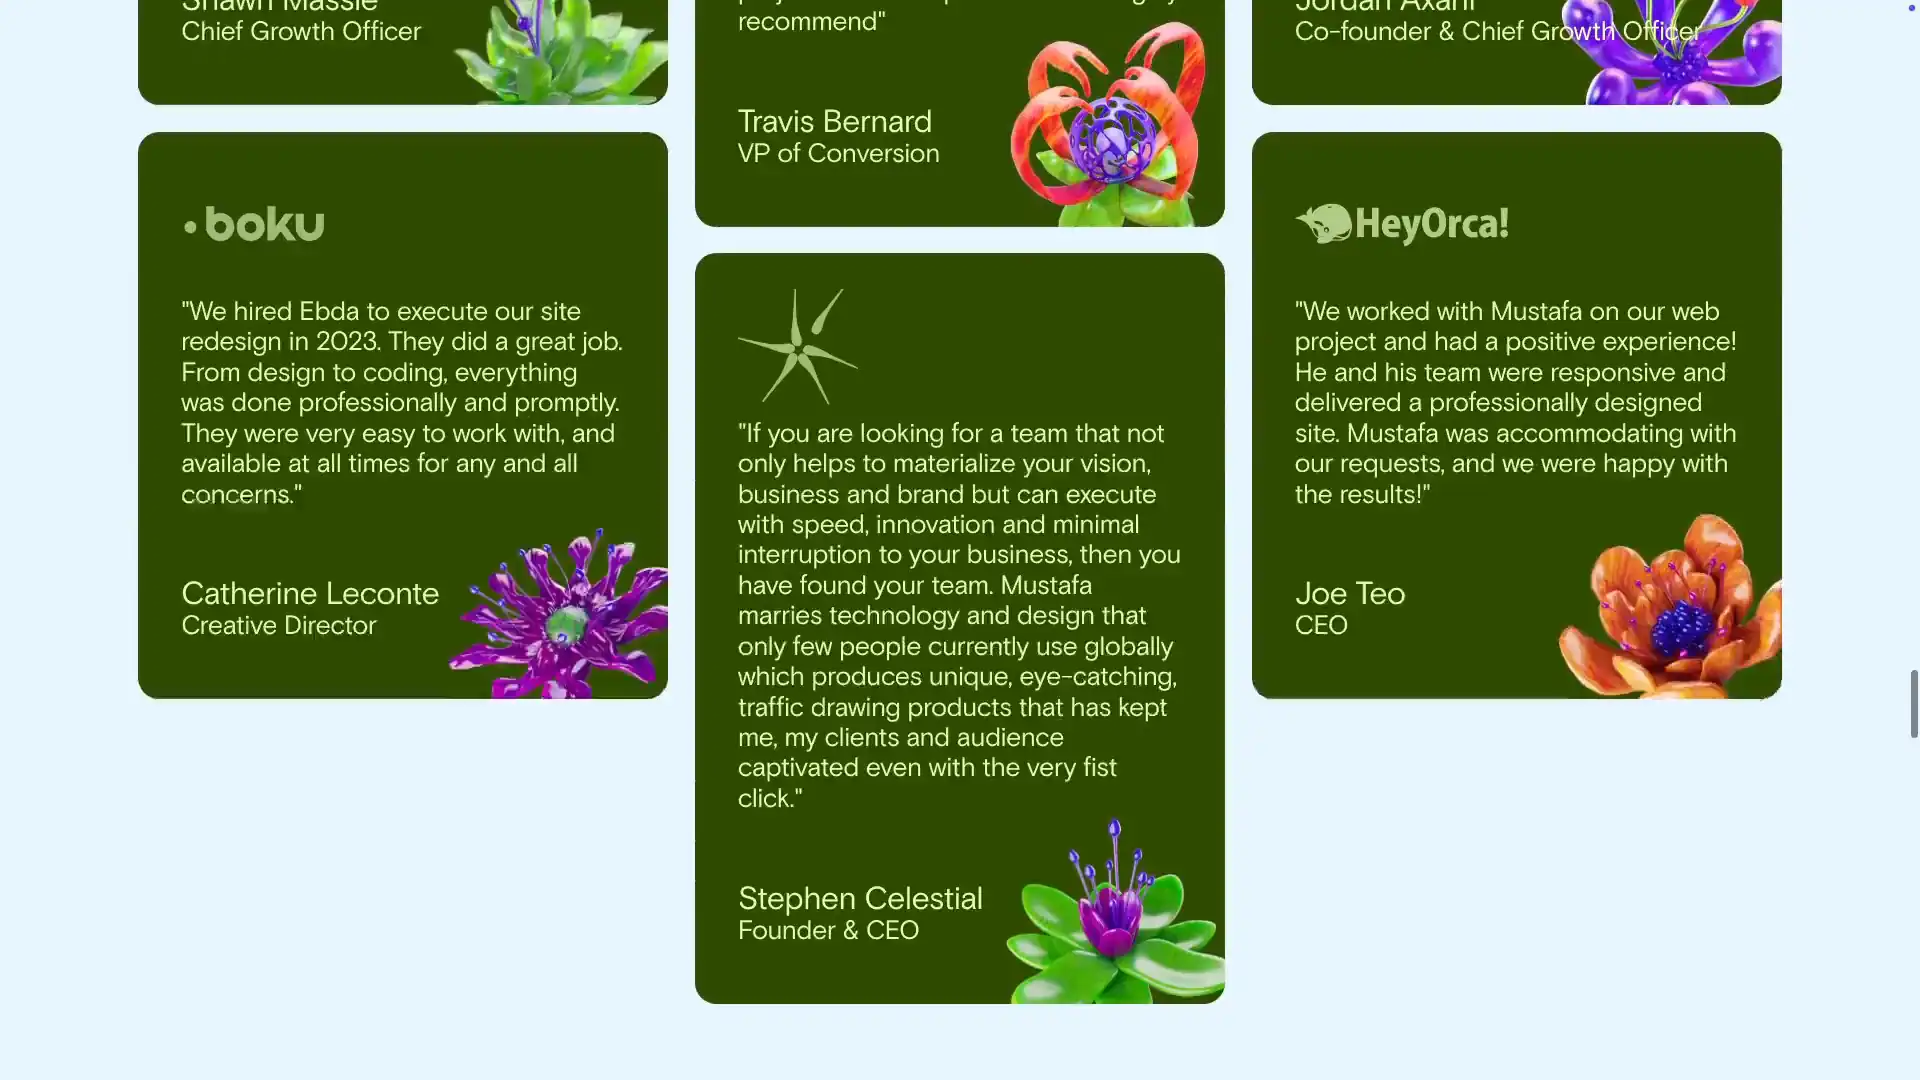 Shawn Massie
Chief Growth Officer
recommend"
Travis Bernard
VP of Conversion
Jordan Axani
Co-founder & Chief Growth Officer
boku
"We hired Ebda to execute our site
redesign in 2023. They did a great job.
From design to coding, everything
was done professionally and promptly.
They were very easy to work with, and
available at all times for any and all
concerns."
Catherine Leconte
Creative Director
"If you are looking for a team that not
only helps to materialize your vision,
business and brand but can execute
with speed, innovation and minimal
interruption to your business, then you
have found your team. Mustafa
marries technology and design that
only few people currently use globally
which produces unique, eye-catching,
traffic drawing products that has kept
me, my clients and audience
captivated even with the very fist
click."
Stephen Celestial
Founder & CEO
HeyOrca!
"We worked with Mustafa on our web
project and had a positive experience!
He and his team were responsive and
delivered a professionally designed
site. Mustafa was accommodating with
our requests, and we were happy with
the results!"
Joe Teo
CEO